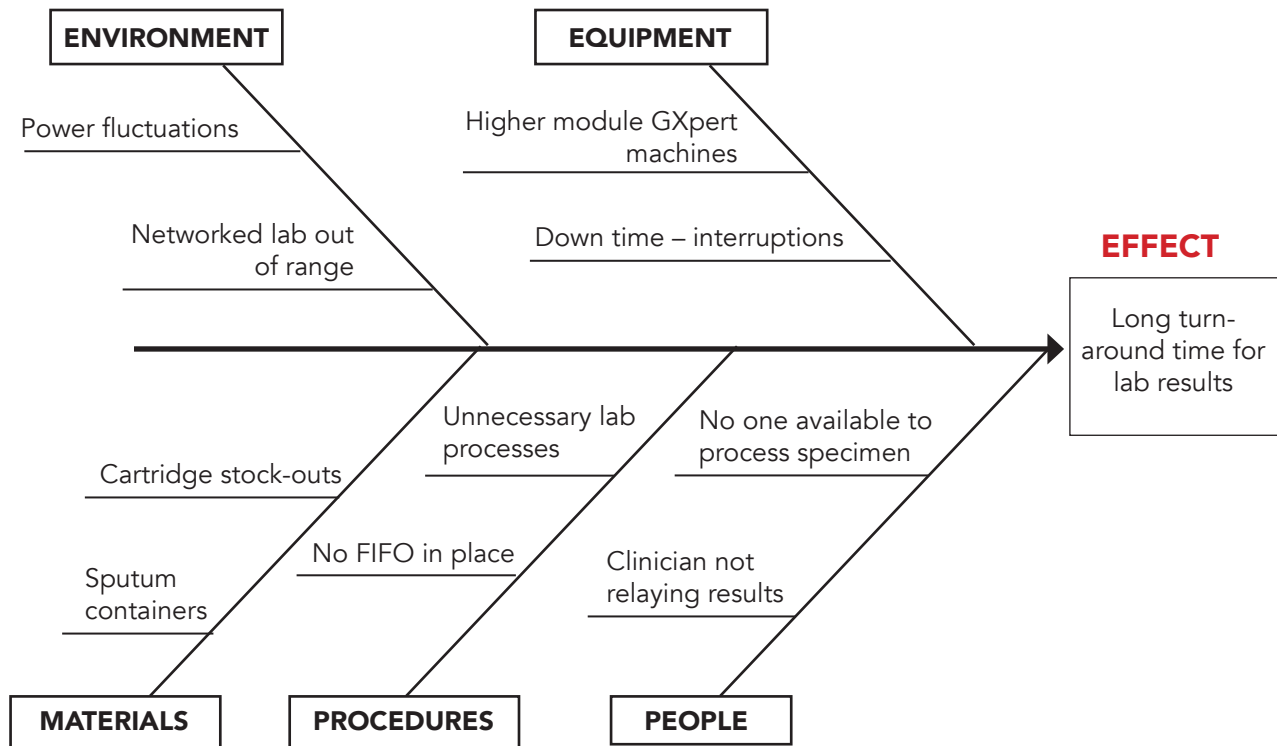 ENVIRONMENT
EQUIPMENT
Power fluctuations
Higher module GXpert
machines
Networked lab out
of range
Down time – interruptions
EFFECT
Long turn-
around time for
lab results
Unnecessary lab
processes
No one available to
process specimen
Cartridge stock-outs
No FIFO in place
Sputum
containers
Clinician not
relaying results
MATERIALS
PROCEDURES
PEOPLE